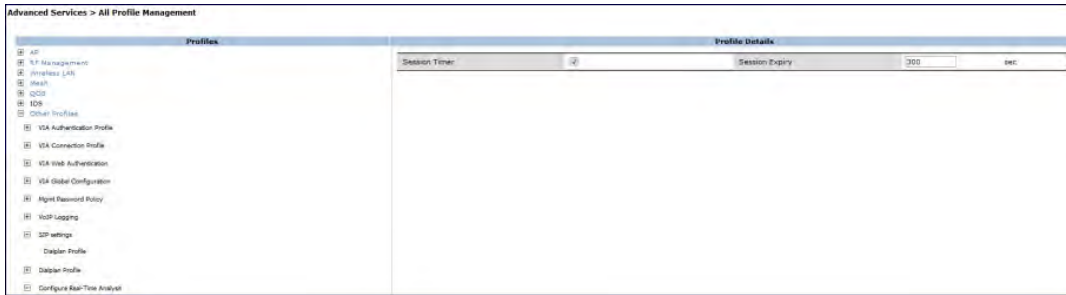 Advanced Services > All Profile Management
Profiles
AP
RF Management
Wireless LAN
Mesh
QOS
IDS
Other Profiles
VIA Authentication Profile
VIA Connection Profile
VIA Web Authentication
VIA Global Configuration
Mgmt Password Policy
VoIP Logging
SIP settings
Dialplan Profile
Dialplan Profile
Configure Real-Time Analysis
Profile Details
Session Timer
Session Expiry 300 sec